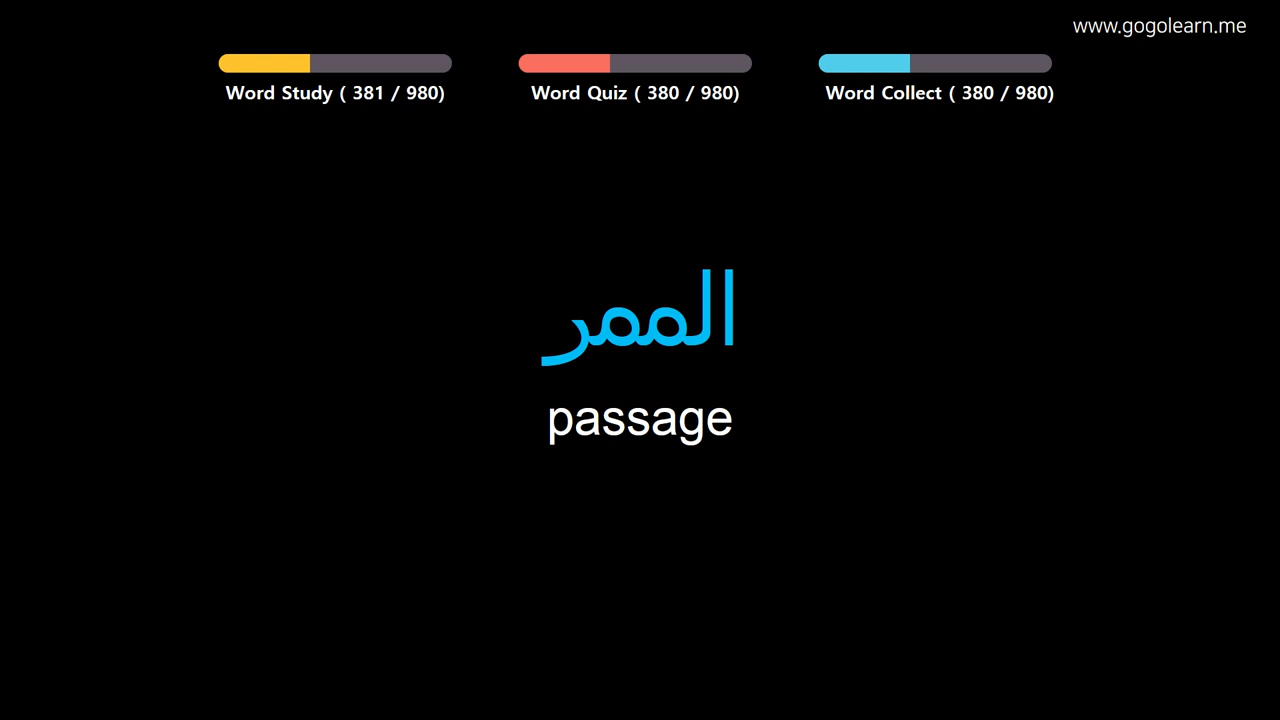 www.gogolearn.me
Word Study ( 381 / 980)
Word Quiz ( 380 / 980)
Word Collect ( 380 / 980)
الممر
passage